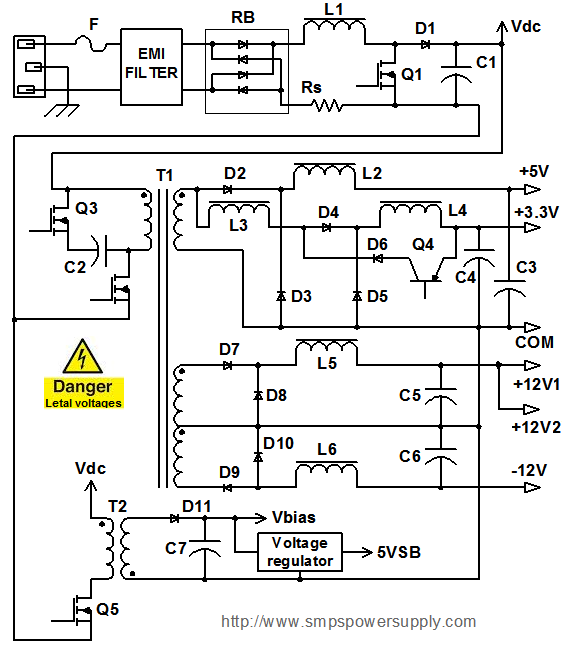 RB
L1
Vdc
F
D1
EMI
FILTER
Q1
C1
Rs
T1
D2
L2
+5V
Q3
L3
D4
L4
+3.3V
D6
Q4
C2
C4
C3
D3
D5
COM
D7
L5
+12V1
Danger
Letal voltages
D8
C5
+12V2
D10
L6
C6
D9
-12V
Vdc
T2
D11
Vbias
C7
Voltage
regulator
5VSB
Q5
http://www.smpspowersupply.com